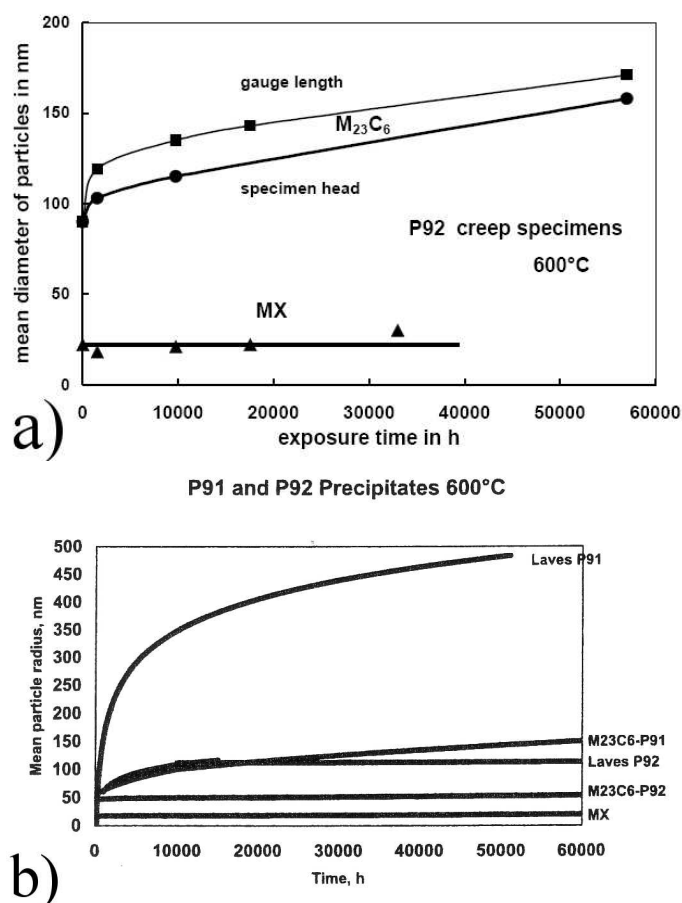 200
150
100
50
0
mean diameter of particles in nm
gauge length
M₂₃C₆
specimen head
P92 creep specimens
600°C
MX
0 10000 20000 30000 40000 50000 60000
exposure time in h
a)
P91 and P92 Precipitates 600°C
500
450
400
350
300
250
200
150
100
50
0
Mean particle radius, nm
Laves P91
M23C6-P91
Laves P92
M23C6-P92
MX
0 10000 20000 30000 40000 50000 60000
Time, h
b)